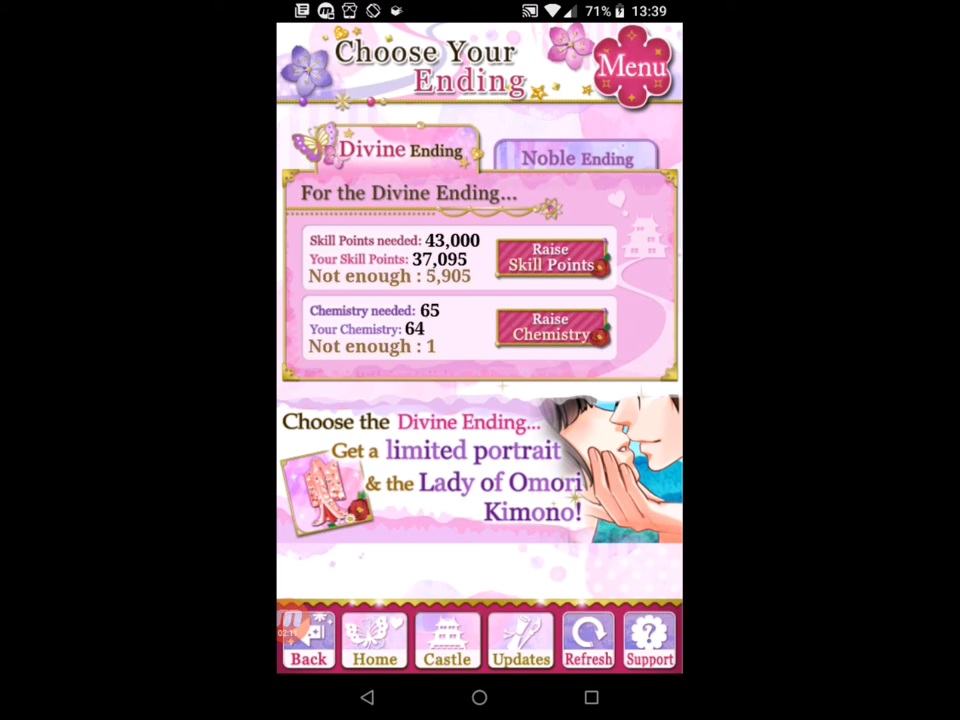 71% 13:39
Choose Your
Ending
Menu
Divine Ending
Noble Ending
For the Divine Ending...
Skill Points needed: 43,000
Your Skill Points: 37,095
Not enough : 5,905
Raise
Skill Points
Chemistry needed: 65
Your Chemistry: 64
Not enough : 1
Raise
Chemistry
Choose the Divine Ending...
Get a limited portrait
& the Lady of Omori
Kimono!
02:11
Back
Home
Castle
Updates
Refresh
Support